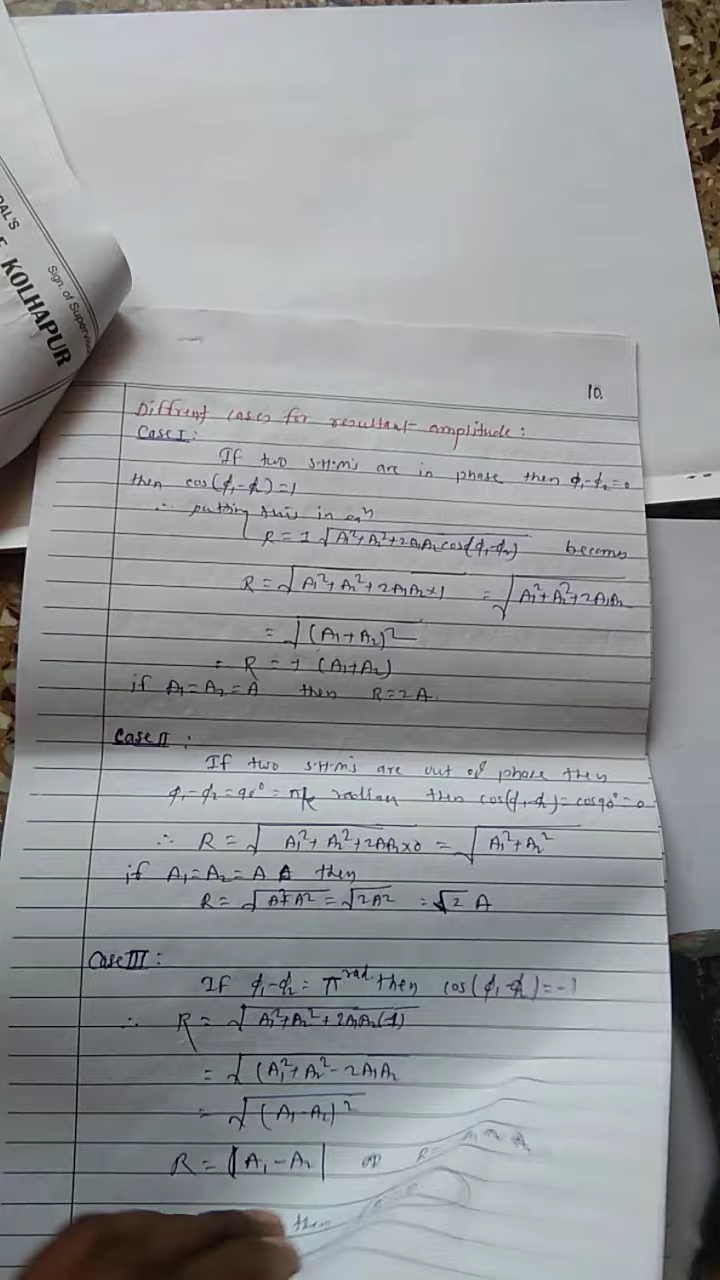 DAL'S
KOLHAPUR
Sign. of Supervis
10.
Diffrent cases for resultant amplitude :
Case I :
If two S.H.M's are in phase then ϕ₁-ϕ₂=0
then cos(ϕ₁-ϕ₂)=1
∴ putting this in eqⁿ
R = ± √A₁²+A₂²+2A₁A₂cos(ϕ₁-ϕ₂) becomes
R = √A₁²+A₂²+2A₁A₂×1 = √A₁²+A₂²+2A₁A₂
= √(A₁+A₂)²
∴ R = + (A₁+A₂)
if A₁=A₂=A then R=2A.
Case II :
If two S.H.M's are out of phase then
ϕ₁-ϕ₂=90°=π/2 radian then cos(ϕ₁-ϕ₂)=cos90°=0
∴ R = √A₁²+A₂²+2A₁A₂×0 = √A₁²+A₂²
if A₁=A₂=A then
R= √A²+A² = √2A² = √2 A
Case III :
If ϕ₁-ϕ₂= π rad then cos(ϕ₁-ϕ₂)=-1
∴ R = √A₁²+A₂²+2A₁A₂(-1)
= √(A₁²+A₂²-2A₁A₂
= √(A₁-A₂)²
R = |A₁-A₂| or R=
then